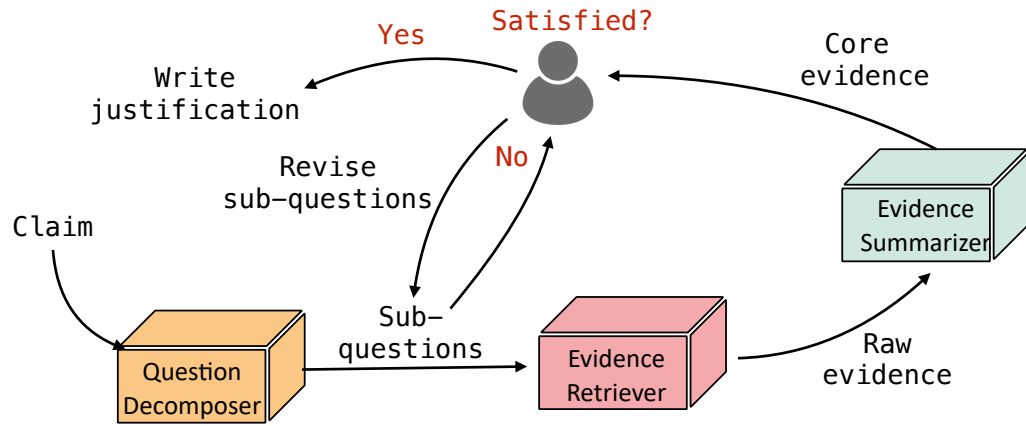 Satisfied?
Yes
Core
evidence
Write
justification
No
Revise
sub-questions
Claim
Evidence
Summarizer
Sub-
questions
Question
Decomposer
Evidence
Retriever
Raw
evidence